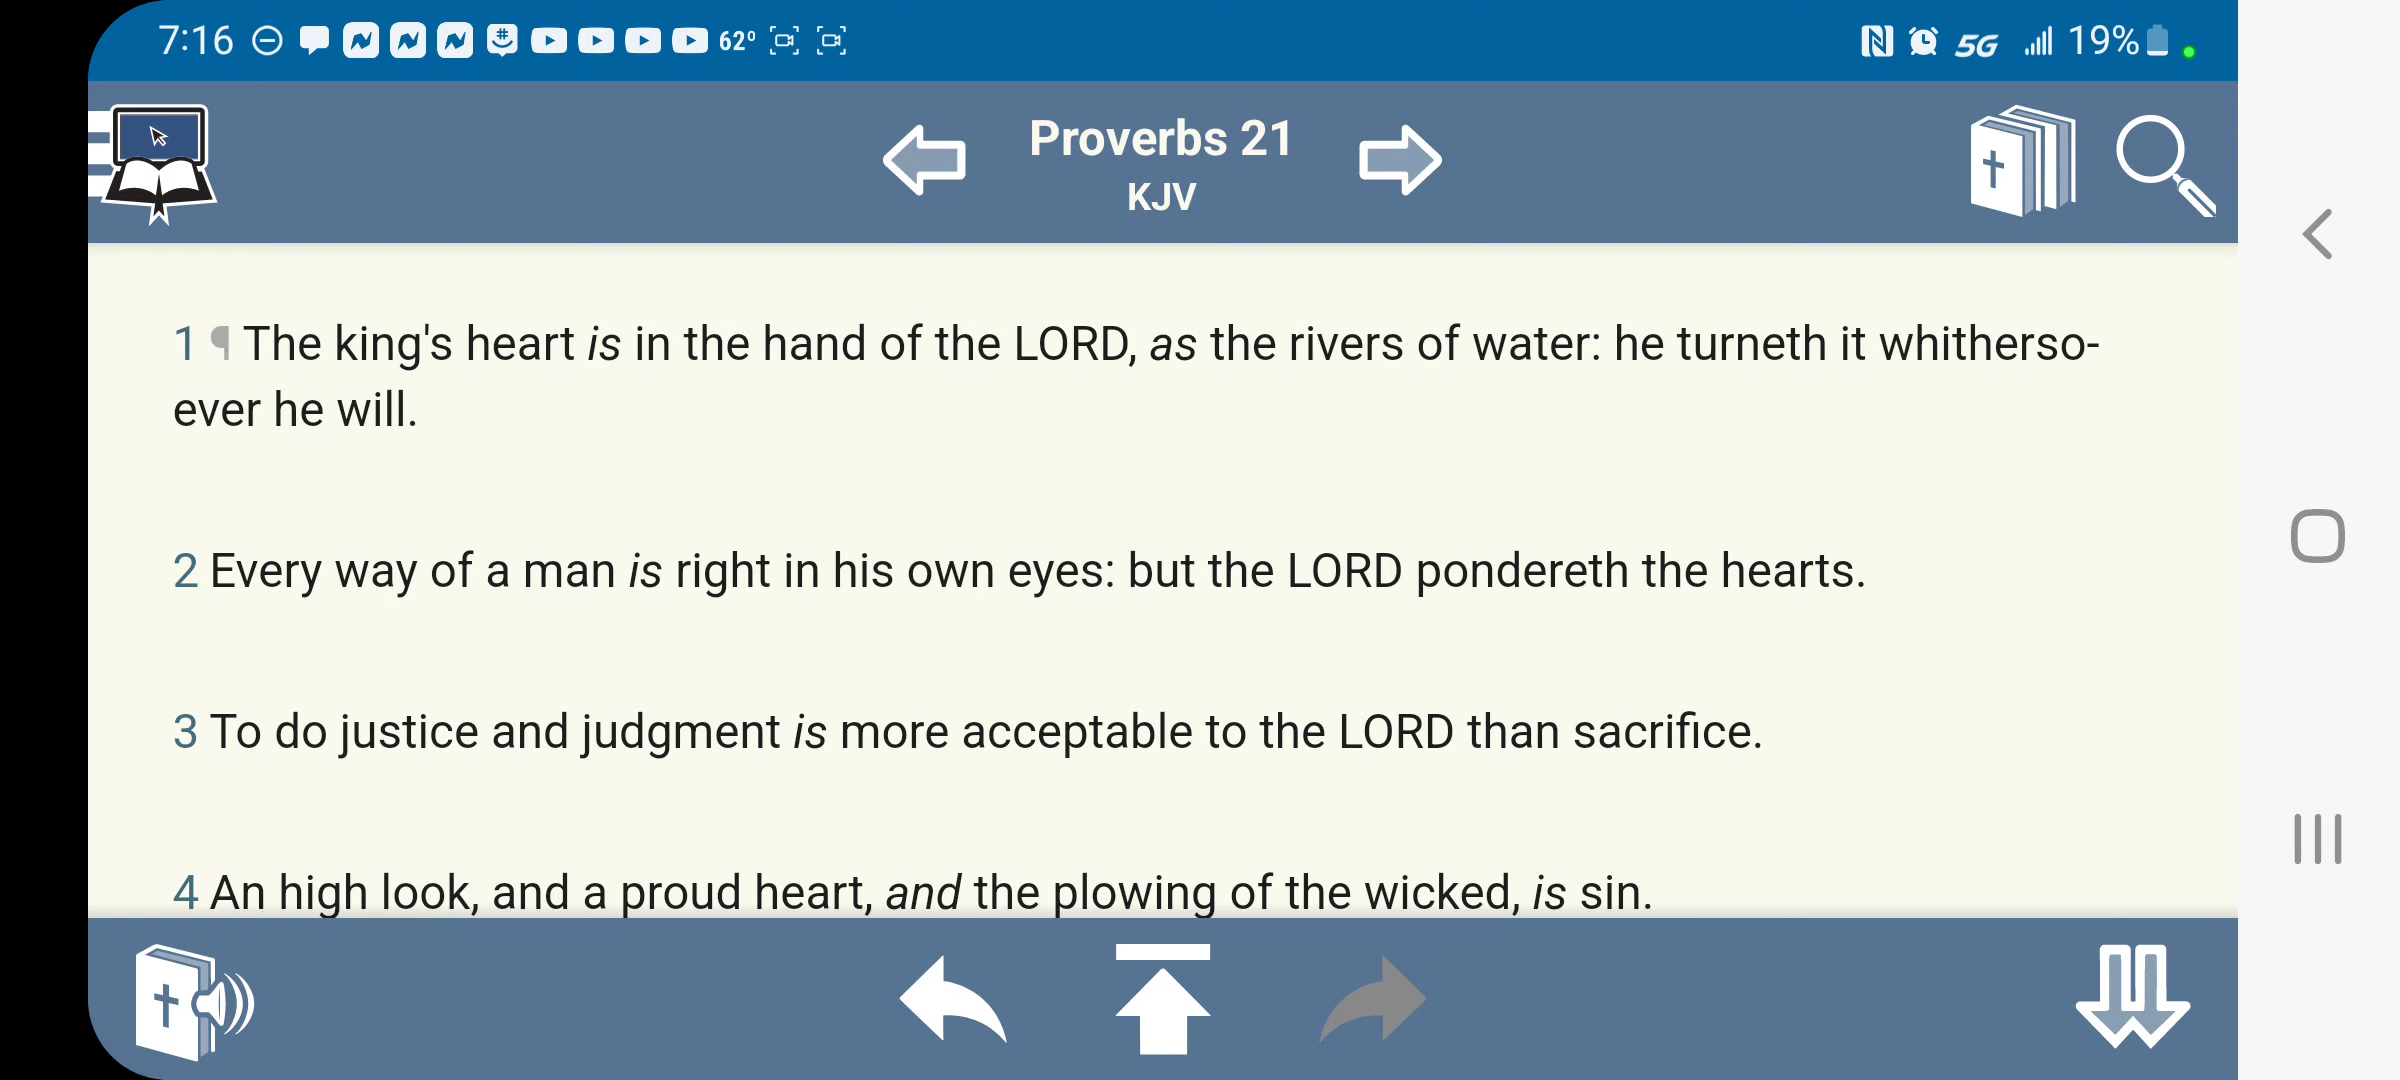 7:16 62° 5G 19%
Proverbs 21
KJV
1 ¶ The king's heart is in the hand of the LORD, as the rivers of water: he turneth it whitherso-
ever he will.
2 Every way of a man is right in his own eyes: but the LORD pondereth the hearts.
3 To do justice and judgment is more acceptable to the LORD than sacrifice.
4 An high look, and a proud heart, and the plowing of the wicked, is sin.